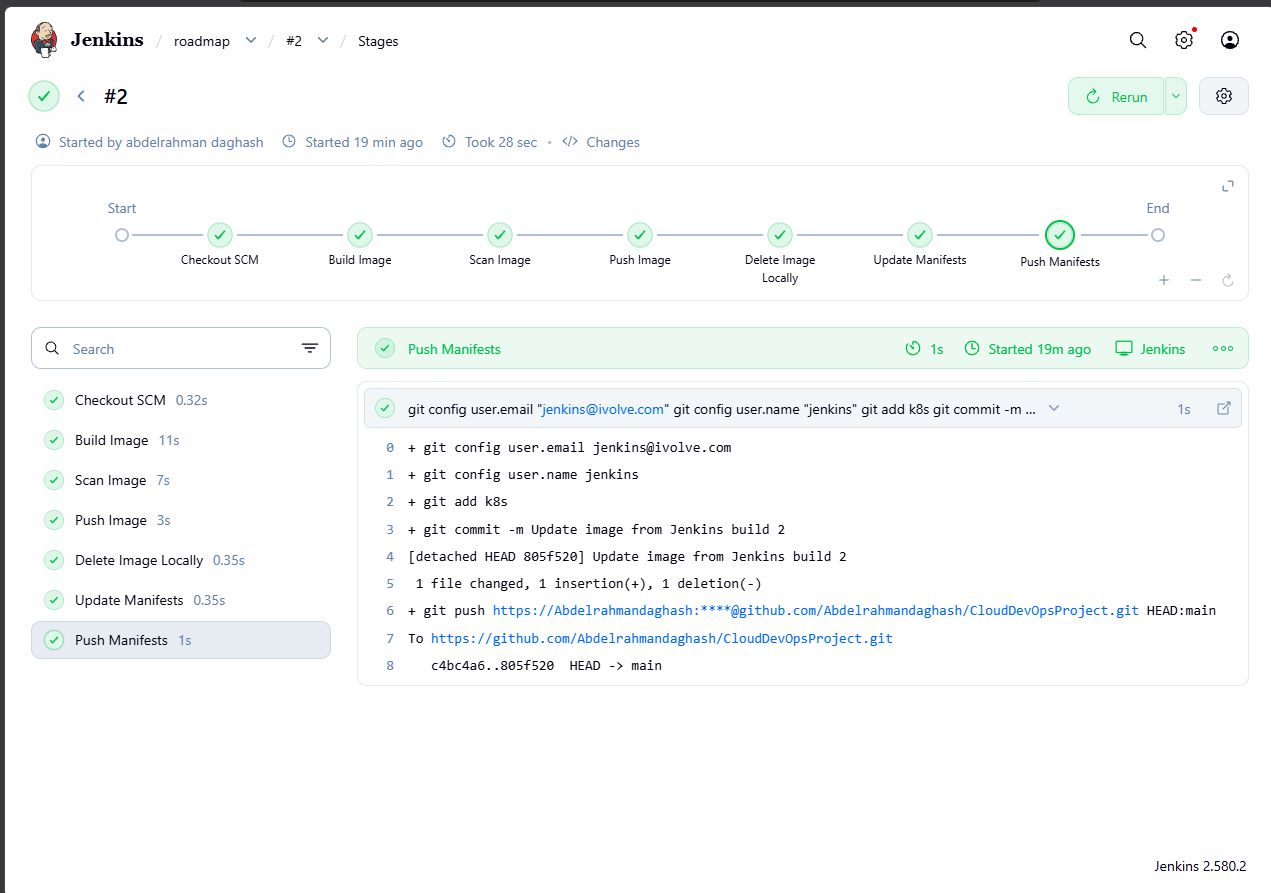 Jenkins / roadmap / #2 / Stages
#2
Rerun
Started by abdelrahman daghash Started 19 min ago Took 28 sec • Changes
Start
End
Checkout SCM
Build Image
Scan Image
Push Image
Delete Image
Locally
Update Manifests
Push Manifests
Search
Checkout SCM 0.32s
Build Image 11s
Scan Image 7s
Push Image 3s
Delete Image Locally 0.35s
Update Manifests 0.35s
Push Manifests 1s
Push Manifests 1s Started 19m ago Jenkins
git config user.email "jenkins@ivolve.com" git config user.name "jenkins" git add k8s git commit -m ... 1s
0 + git config user.email jenkins@ivolve.com
1 + git config user.name jenkins
2 + git add k8s
3 + git commit -m Update image from Jenkins build 2
4 [detached HEAD 805f520] Update image from Jenkins build 2
5 1 file changed, 1 insertion(+), 1 deletion(-)
6 + git push https://Abdelrahmandaghash:****@github.com/Abdelrahmandaghash/CloudDevOpsProject.git HEAD:main
7 To https://github.com/Abdelrahmandaghash/CloudDevOpsProject.git
8 c4bc4a6..805f520 HEAD -> main
Jenkins 2.580.2